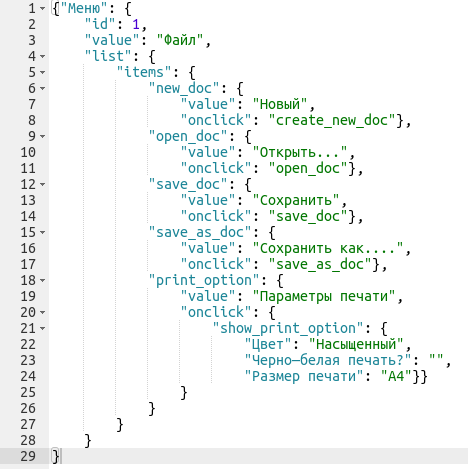 1 {"Меню": {
2 "id": 1,
3 "value": "Файл",
4 "list": {
5 "items": {
6 "new_doc": {
7 "value": "Новый",
8 "onclick": "create_new_doc"},
9 "open_doc": {
10 "value": "Открыть...",
11 "onclick": "open_doc"},
12 "save_doc": {
13 "value": "Сохранить",
14 "onclick": "save_doc"},
15 "save_as_doc": {
16 "value": "Сохранить как....",
17 "onclick": "save_as_doc"},
18 "print_option": {
19 "value": "Параметры печати",
20 "onclick": {
21 "show_print_option": {
22 "Цвет": "Насыщенный",
23 "Черно—белая печать?": "",
24 "Размер печати": "A4"}}
25 }
26 }
27 }
28 }
29 }